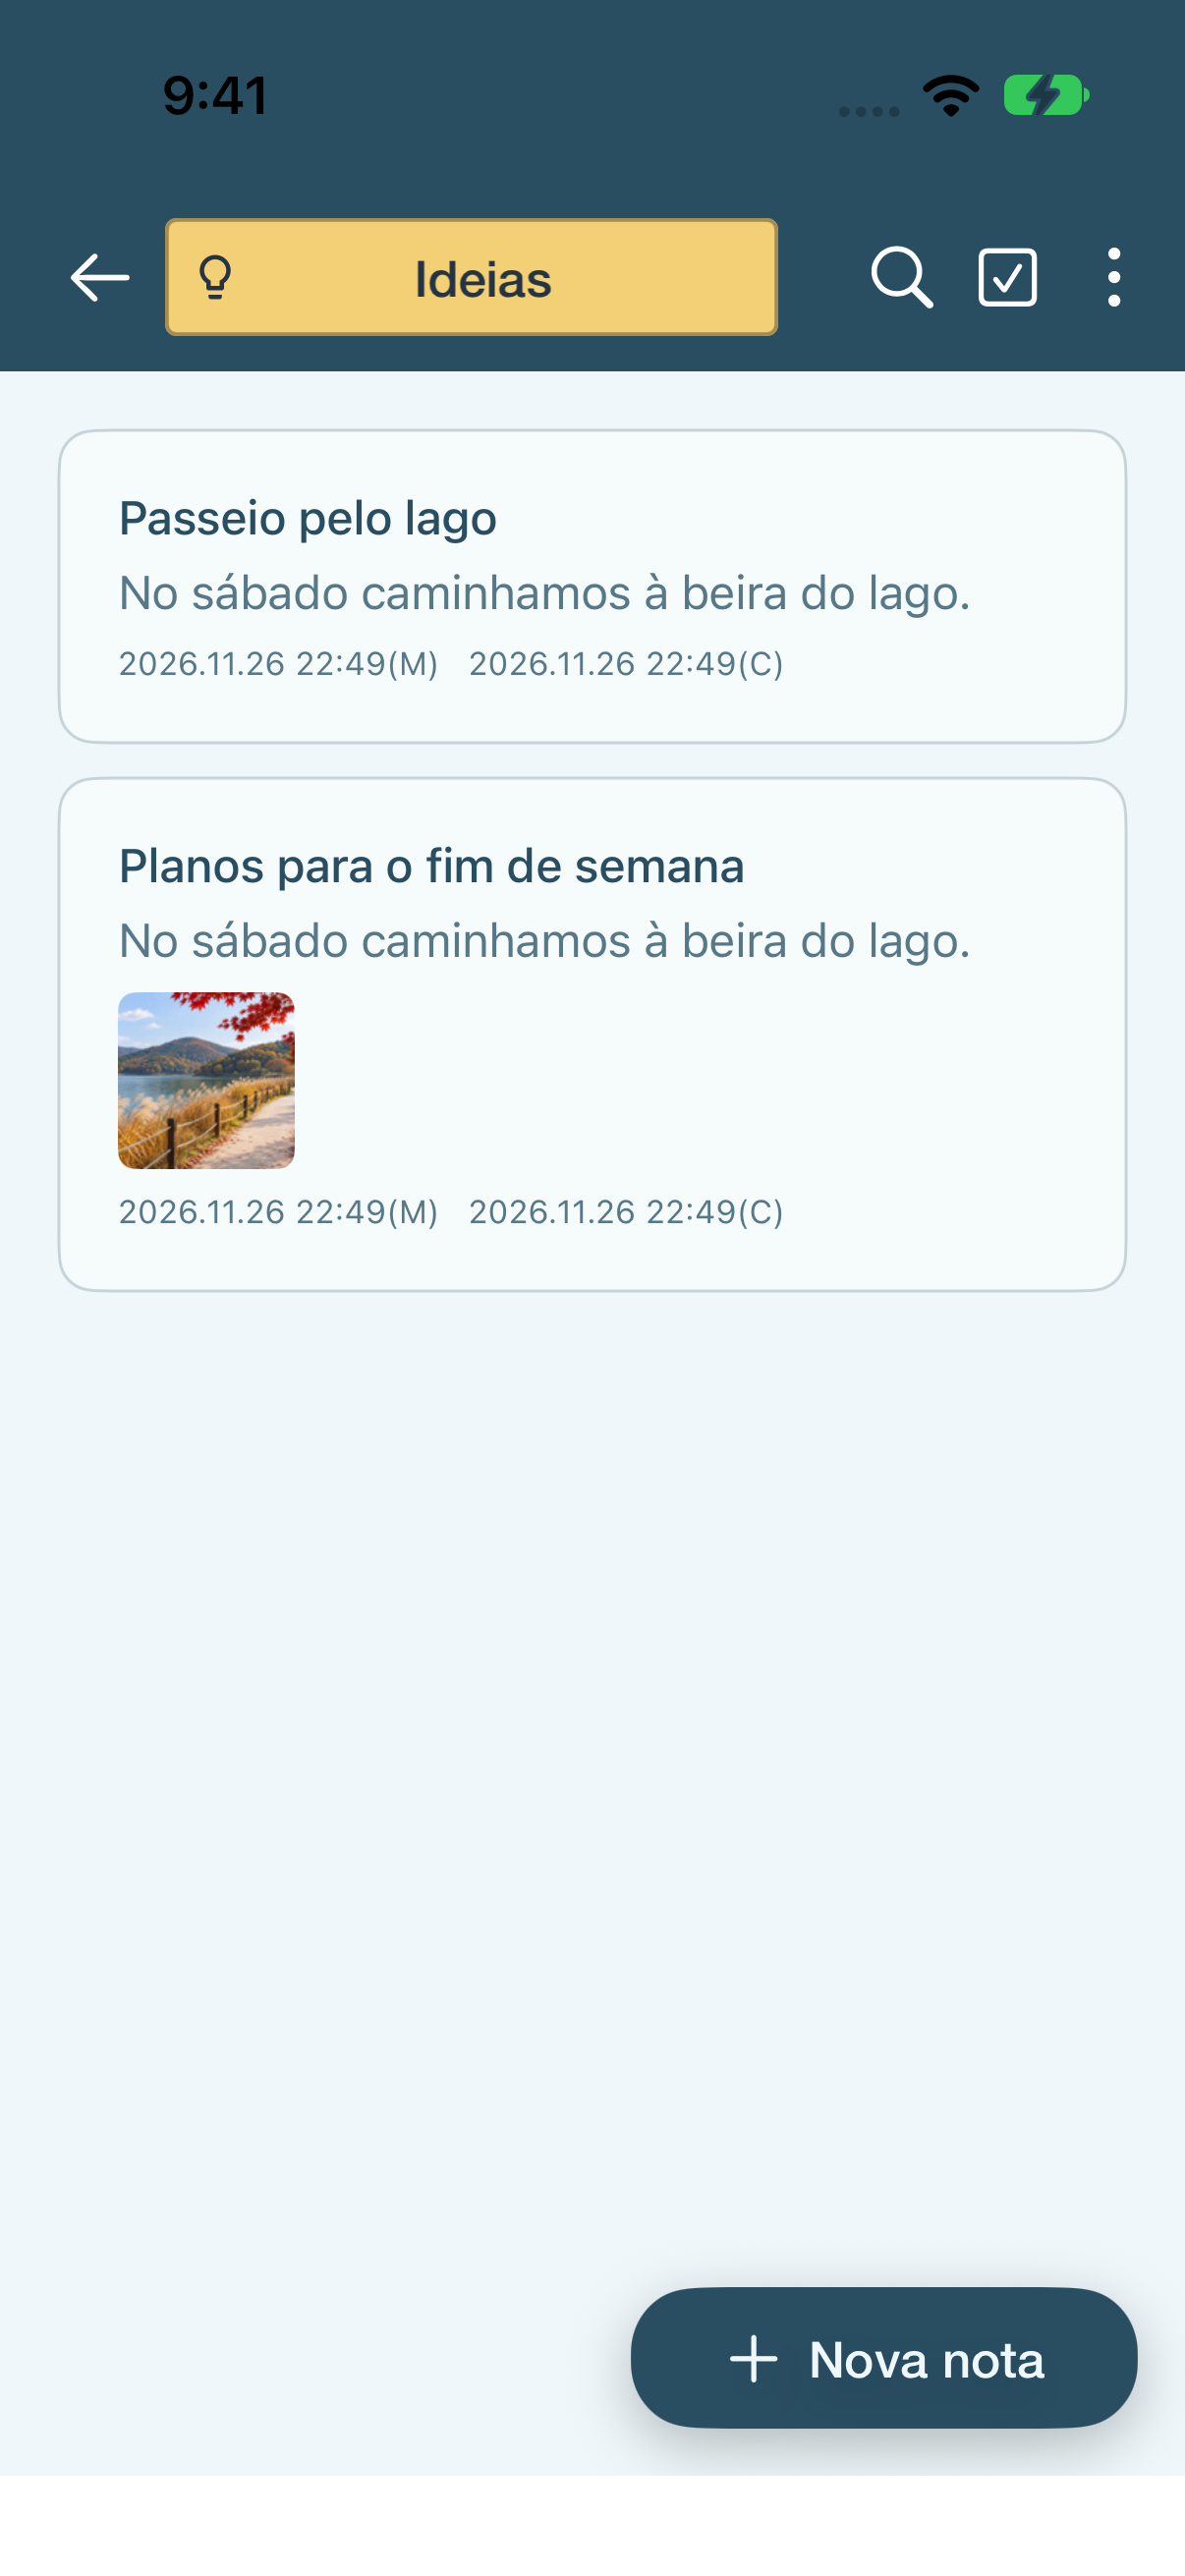 9:41
Ideias
Passeio pelo lago
No sábado caminhamos à beira do lago.
2026.11.26 22:49(M) 2026.11.26 22:49(C)
Planos para o fim de semana
No sábado caminhamos à beira do lago.
2026.11.26 22:49(M) 2026.11.26 22:49(C)
Nova nota